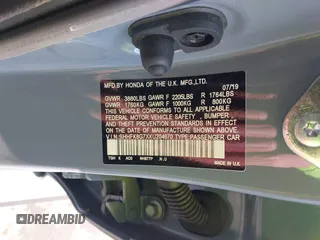 MFD. BY HONDA OF THE U.K. MFG.,LTD. 07/19
GVWR 3880LBS GAWR F 2205LBS R 1764LBS
GVWR 1760KG GAWR F 1000KG R 800KG
THIS VEHICLE CONFORMS TO ALL APPLICABLE
FEDERAL MOTOR VEHICLE SAFETY, BUMPER,
AND THEFT PREVENTION STANDARDS IN EFFECT
ON THE DATE OF MANUFACTURE SHOWN ABOVE.
V.I.N: TYPE: PASSENGER CAR
MADE IN U.K.
DEALERS CLUB